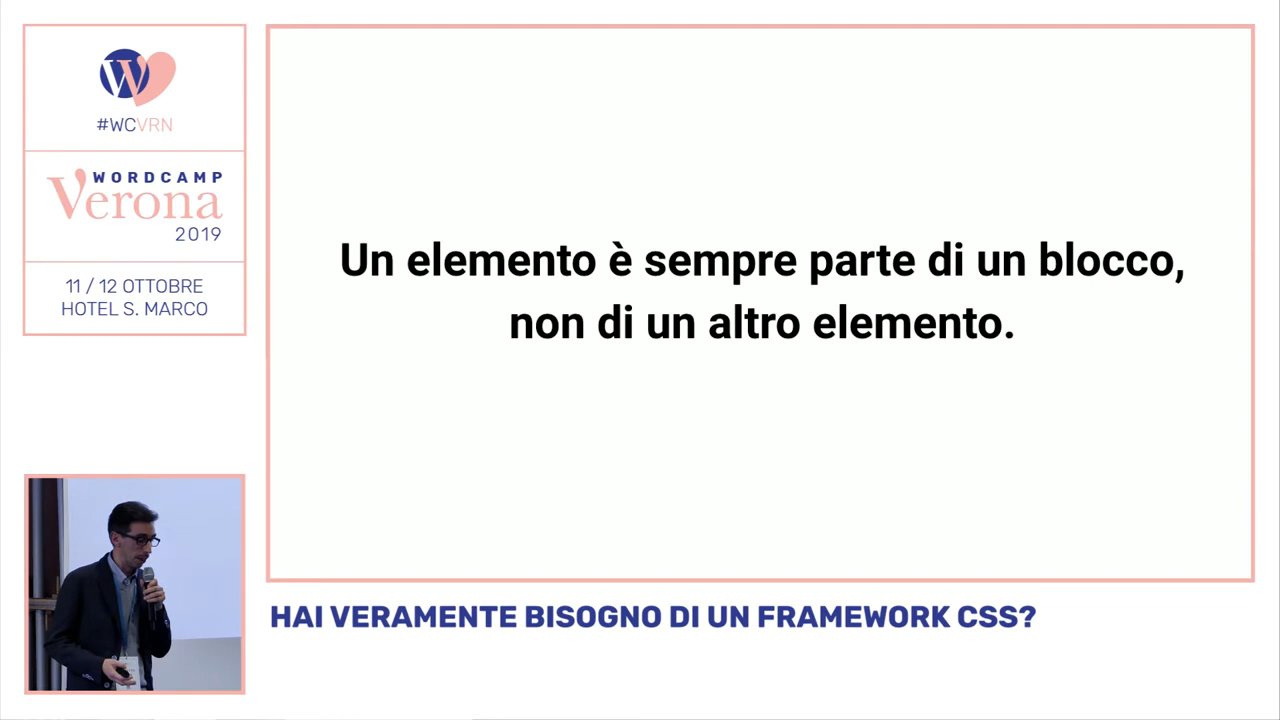 #WCVRN
WORDCAMP
Verona
2019
11 / 12 OTTOBRE
HOTEL S. MARCO
Un elemento è sempre parte di un blocco,
non di un altro elemento.
HAI VERAMENTE BISOGNO DI UN FRAMEWORK CSS?